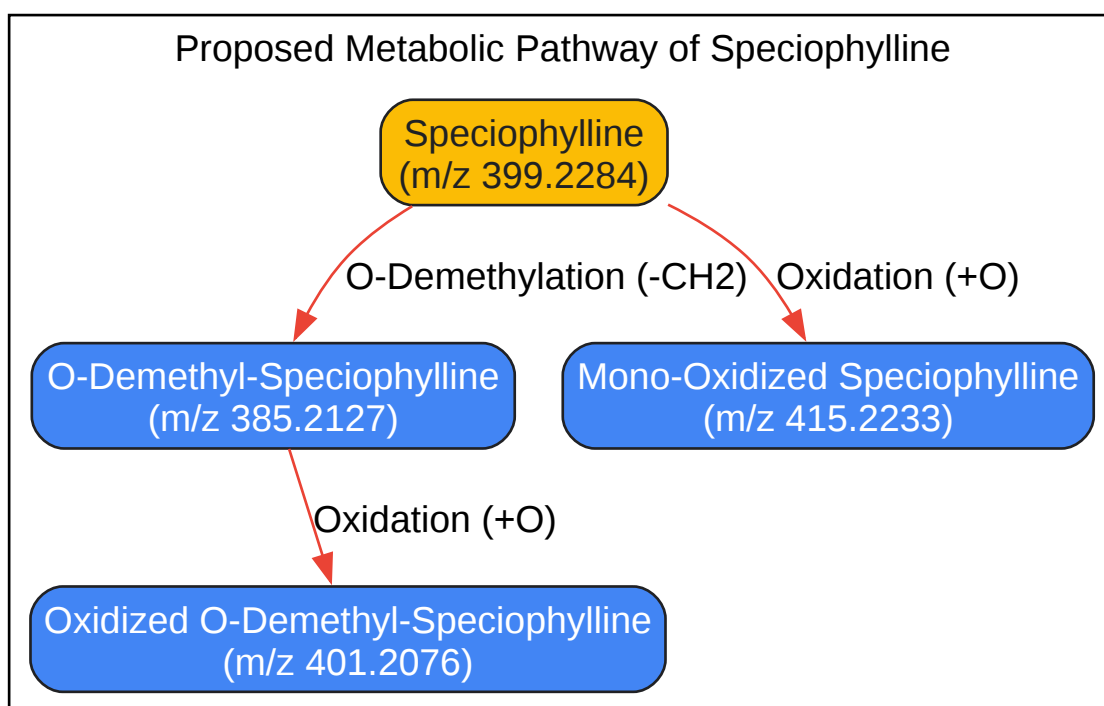 Proposed Metabolic Pathway of Speciophylline
Speciophylline
(m/z 399.2284)
O-Demethylation (-CH2)
Oxidation (+O)
O-Demethyl-Speciophylline
(m/z 385.2127)
Mono-Oxidized Speciophylline
(m/z 415.2233)
Oxidation (+O)
Oxidized O-Demethyl-Speciophylline
(m/z 401.2076)